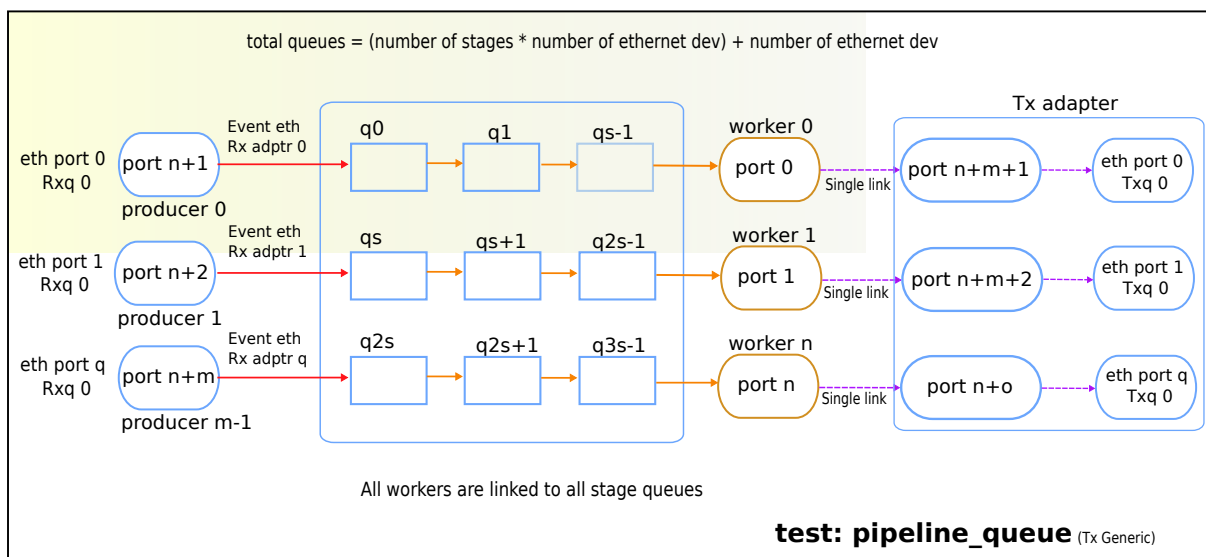 total queues = (number of stages * number of ethernet dev) + number of ethernet dev
Tx adapter
eth port 0
Rxq 0
port n+1
producer 0
Event eth
Rx adptr 0
q0
q1
qs-1
worker 0
port 0
Single link
port n+m+1
eth port 0
Txq 0
eth port 1
Rxq 0
port n+2
producer 1
Event eth
Rx adptr 1
qs
qs+1
q2s-1
worker 1
port 1
Single link
port n+m+2
eth port 1
Txq 0
eth port q
Rxq 0
port n+m
producer m-1
Event eth
Rx adptr q
q2s
q2s+1
q3s-1
worker n
port n
Single link
port n+o
eth port q
Txq 0
All workers are linked to all stage queues
test: pipeline_queue (Tx Generic)